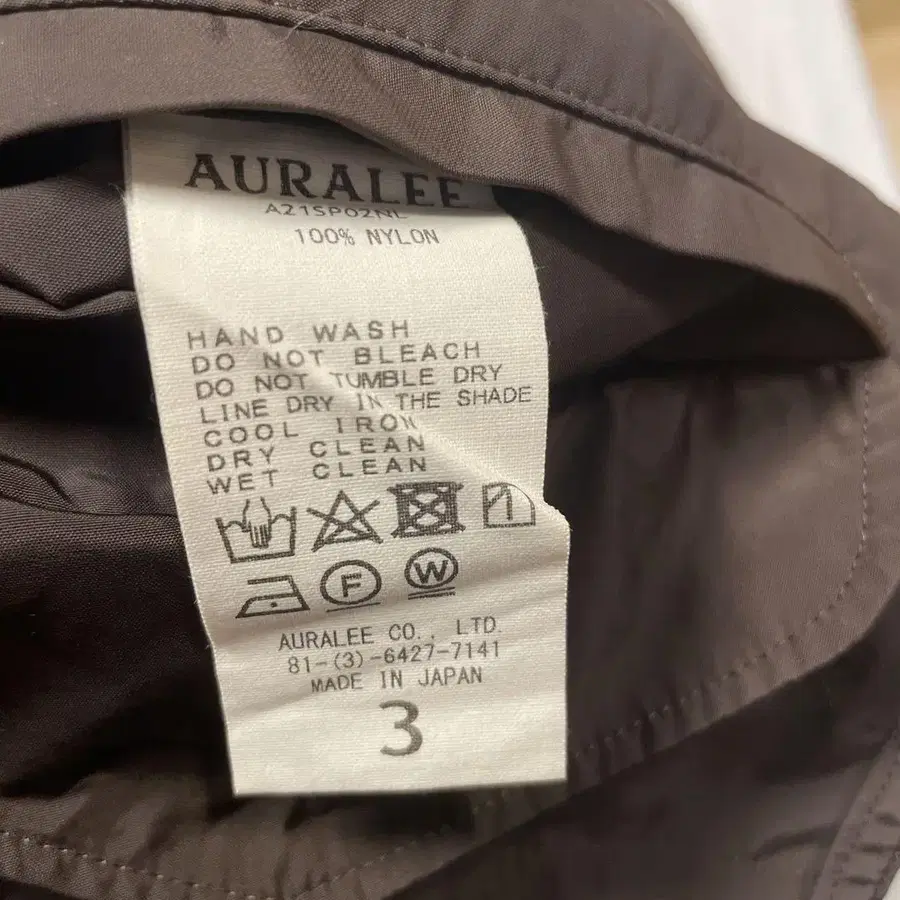 AURALEE
A21SP02NL
100% NYLON
HAND WASH
DO NOT BLEACH
DO NOT TUMBLE DRY
LINE DRY IN THE SHADE
COOL IRON
DRY CLEAN
WET CLEAN
F W
AURALEE CO., LTD.
81-(3)-6427-7141
MADE IN JAPAN
3